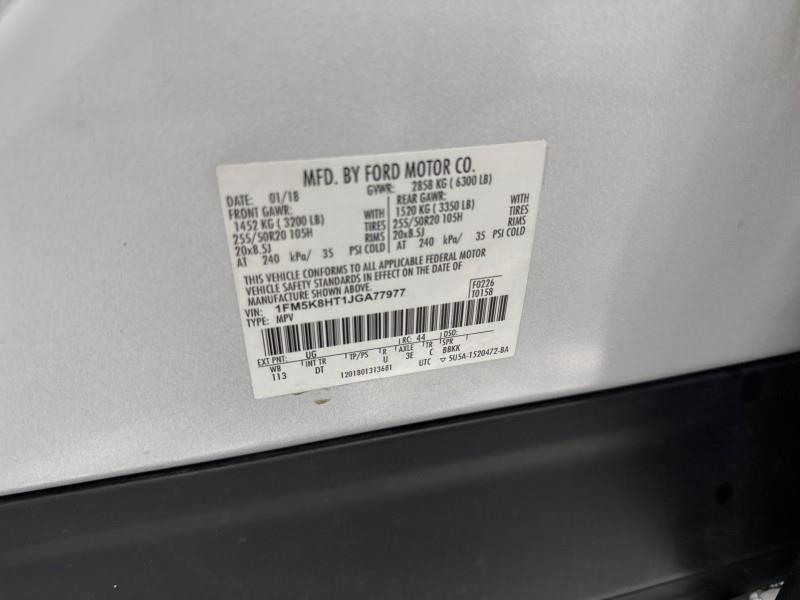 MFD. BY FORD MOTOR CO.
DATE: 01/18 GVWR: 2858 KG ( 6300 LB)
FRONT GAWR: REAR GAWR:
1452 KG ( 3200 LB) WITH 1520 KG ( 3350 LB) WITH
255/50R20 105H TIRES 255/50R20 105H TIRES
20x8.5J RIMS 20x8.5J RIMS
AT 240 kPa/ 35 PSI COLD AT 240 kPa/ 35 PSI COLD
THIS VEHICLE CONFORMS TO ALL APPLICABLE FEDERAL MOTOR
VEHICLE SAFETY STANDARDS IN EFFECT ON THE DATE OF
MANUFACTURE SHOWN ABOVE.
VIN: 1FM5K8HT1JGA77977 F0226
TYPE: MPV T0158
EXT PNT: UG RC: 44 DSO:
WB INT TR TP/PS R AXLE TR SPR
113 DT U 3E C BBKK
1201801313681 UTC ▽ 5U5A-1520472-BA